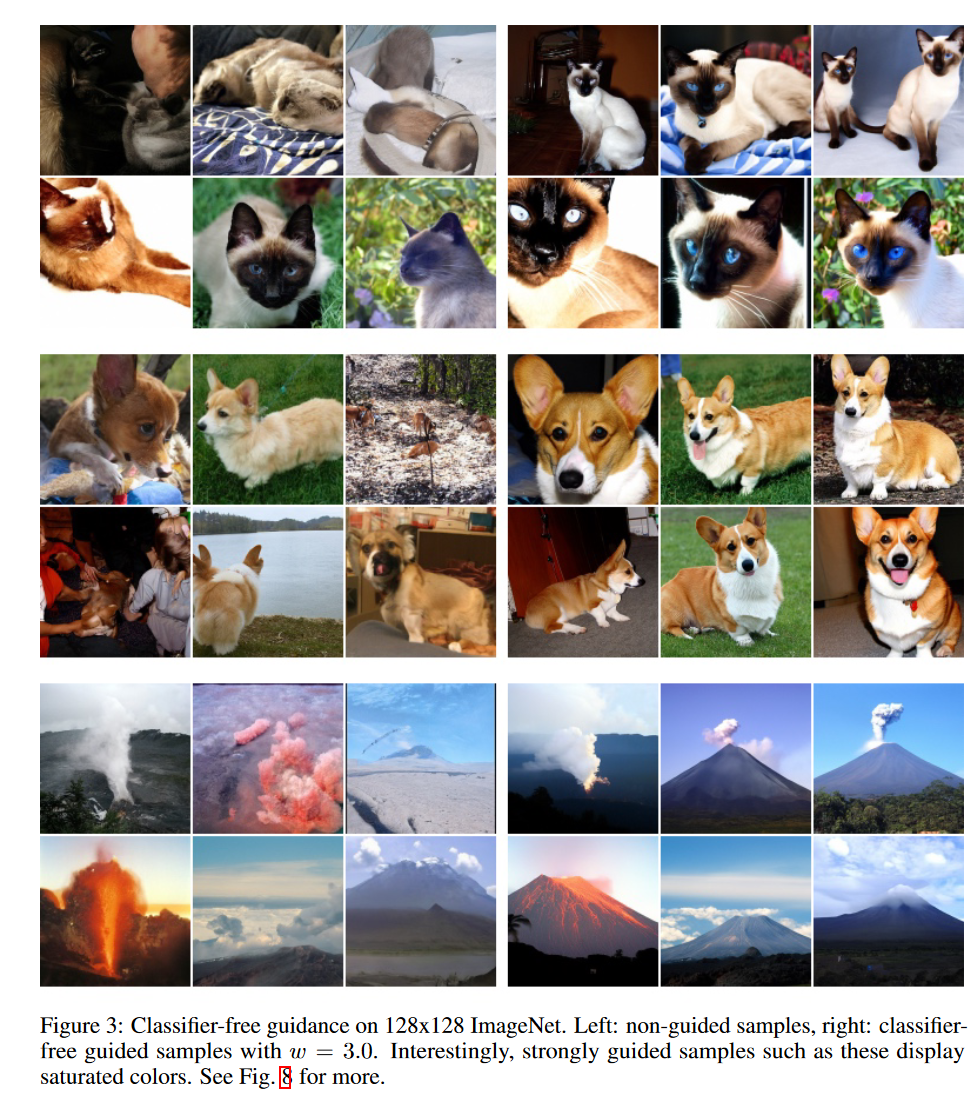 Figure 3: Classifier-free guidance on 128x128 ImageNet. Left: non-guided samples, right: classifier-
free guided samples with w = 3.0. Interestingly, strongly guided samples such as these display
saturated colors. See Fig. 8 for more.